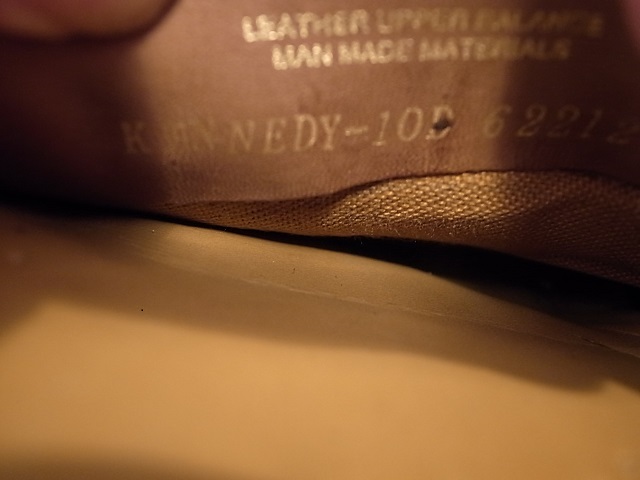 LEATHER UPPER BALANCE
MAN MADE MATERIALS
KENNEDY-10D 62212